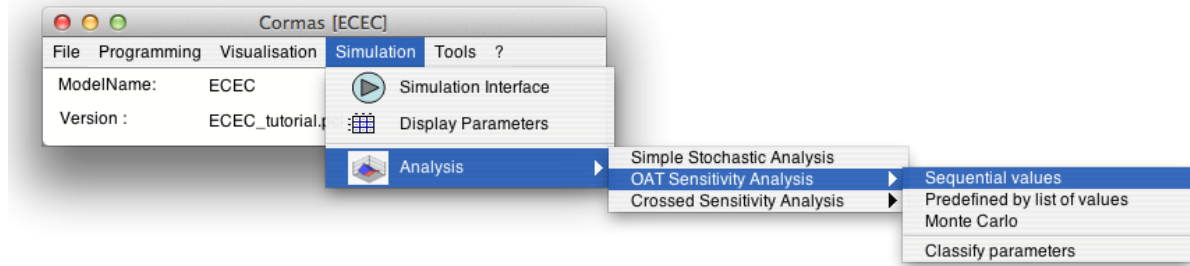 Cormas [ECEC]
File Programming Visualisation Simulation Tools ?
ModelName: ECEC
Version : ECEC_tutorial.p
Simulation Interface
Display Parameters
Analysis
Simple Stochastic Analysis
OAT Sensitivity Analysis
Crossed Sensitivity Analysis
Sequential values
Predefined by list of values
Monte Carlo
Classify parameters